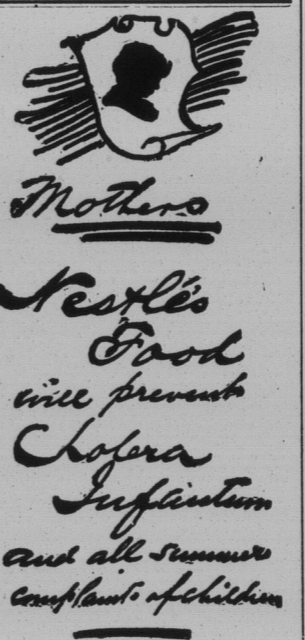 Mothers
Nestlé's
Food
will prevent
Cholera
Infantum
and all summer
complaints of children